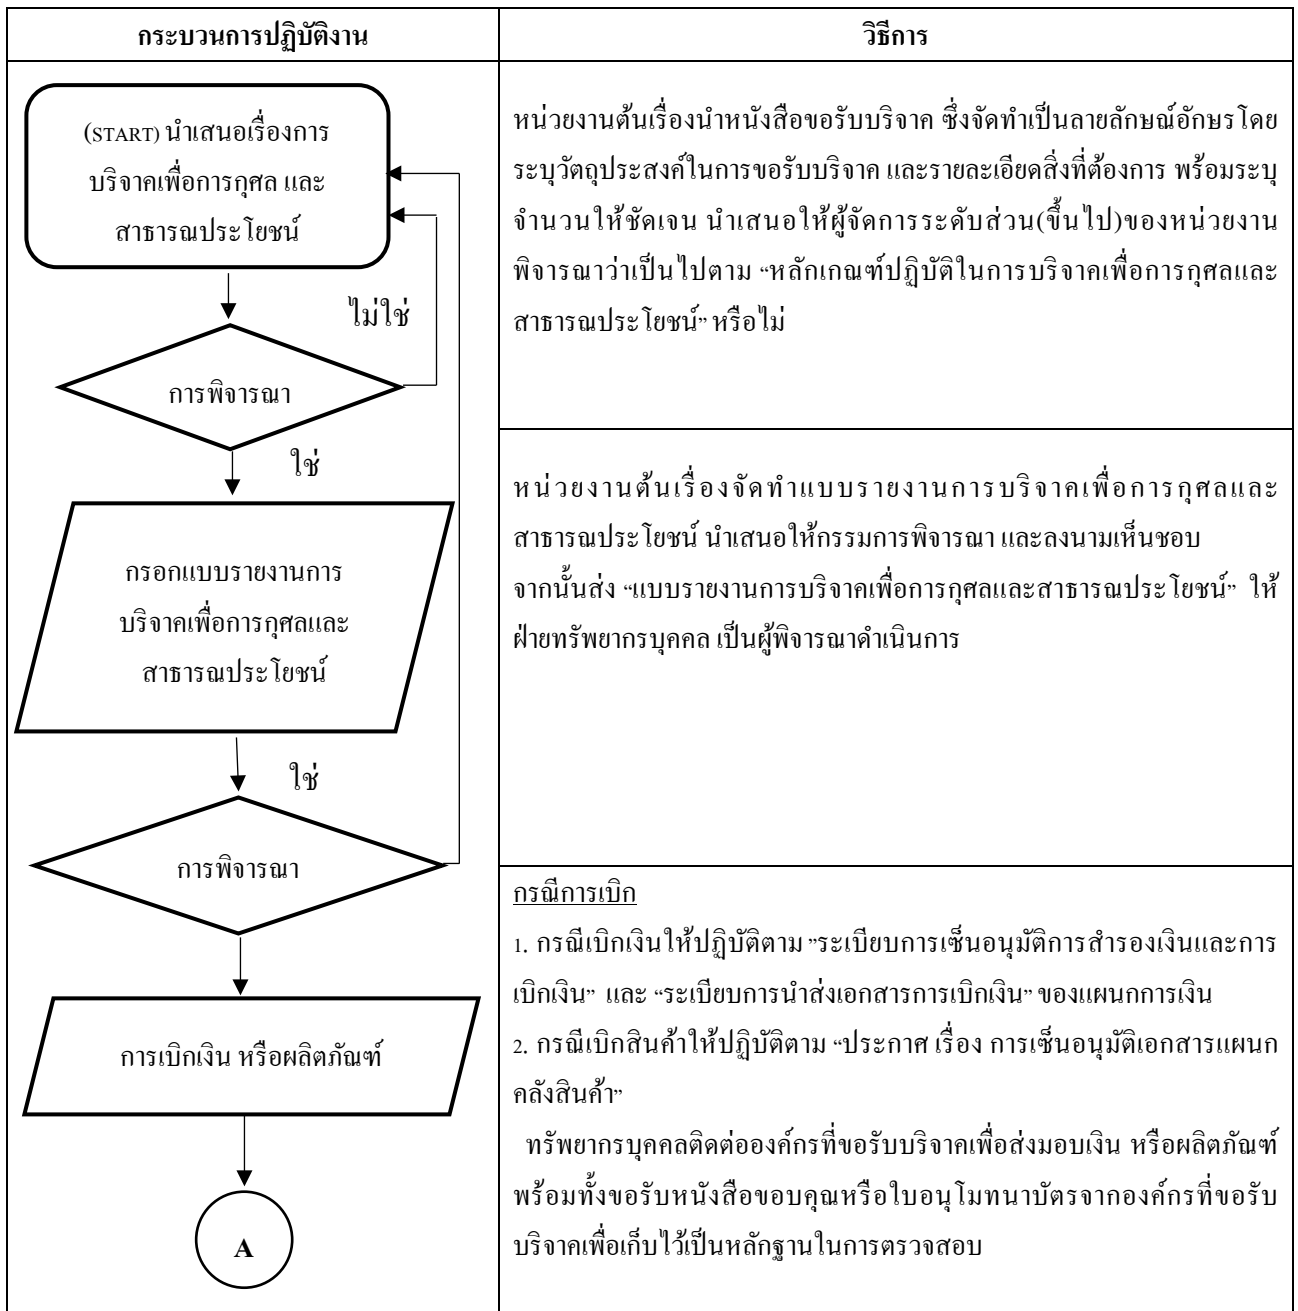 กระบวนการปฏิบัติงาน
วิธีการ
(START) นำเสนอเรื่องการ
บริจาคเพื่อการกุศล และ
สาธารณประโยชน์
ไม่ใช่
การพิจารณา
ใช่
กรอกแบบรายงานการ
บริจาคเพื่อการกุศลและ
สาธารณประโยชน์
ใช่
การพิจารณา
การเบิกเงิน หรือผลิตภัณฑ์
A
หน่วยงานต้นเรื่องนำหนังสือขอรับบริจาค ซึ่งจัดทำเป็นลายลักษณ์อักษรโดย
ระบุวัตถุประสงค์ในการขอรับบริจาค และรายละเอียดสิ่งที่ต้องการ พร้อมระบุ
จำนวนให้ชัดเจน นำเสนอให้ผู้จัดการระดับส่วน(ขึ้นไป)ของหน่วยงาน
พิจารณาว่าเป็นไปตาม “หลักเกณฑ์ปฏิบัติในการบริจาคเพื่อการกุศลและ
สาธารณประโยชน์” หรือไม่
หน่วยงานต้นเรื่องจัดทำแบบรายงานการบริจาคเพื่อการกุศลและ
สาธารณประโยชน์ นำเสนอให้กรรมการพิจารณา และลงนามเห็นชอบ
จากนั้นส่ง “แบบรายงานการบริจาคเพื่อการกุศลและสาธารณประโยชน์” ให้
ฝ่ายทรัพยากรบุคคล เป็นผู้พิจารณาดำเนินการ
กรณีการเบิก
1. กรณีเบิกเงินให้ปฏิบัติตาม ”ระเบียบการเซ็นอนุมัติการสำรองเงินและการ
เบิกเงิน” และ “ระเบียบการนำส่งเอกสารการเบิกเงิน” ของแผนกการเงิน
2. กรณีเบิกสินค้าให้ปฏิบัติตาม “ประกาศ เรื่อง การเซ็นอนุมัติเอกสารแผนก
คลังสินค้า”
ทรัพยากรบุคคลติดต่อองค์กรที่ขอรับบริจาคเพื่อส่งมอบเงิน หรือผลิตภัณฑ์
พร้อมทั้งขอรับหนังสือขอบคุณหรือใบอนุโมทนาบัตรจากองค์กรที่ขอรับ
บริจาคเพื่อเก็บไว้เป็นหลักฐานในการตรวจสอบ